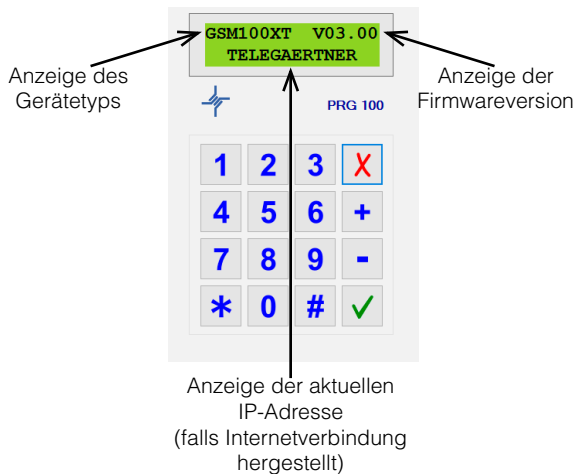 GSM100XT V03.00
TELEGAERTNER
Anzeige des
Gerätetyps
Anzeige der
Firmwareversion
PRG 100
1 2 3 X
4 5 6 +
7 8 9 -
* 0 # ✓
Anzeige der aktuellen
IP-Adresse
(falls Internetverbindung
hergestellt)